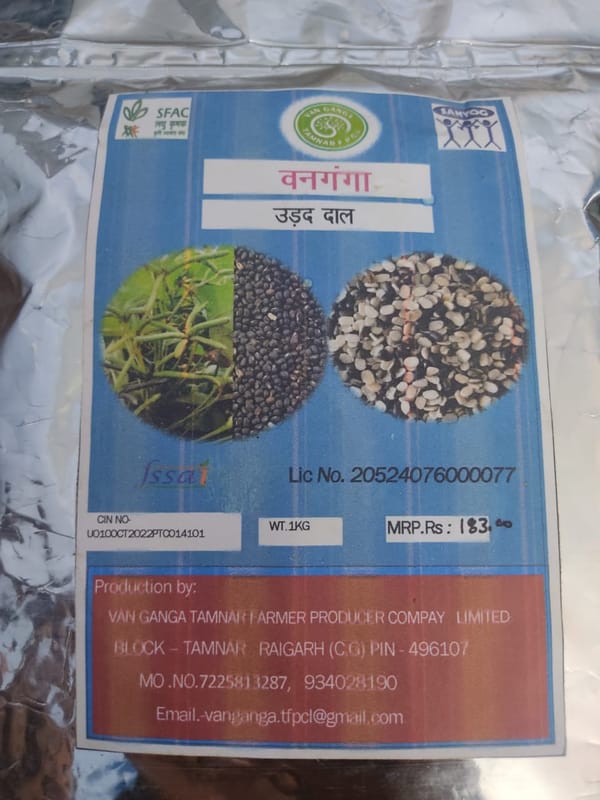 SFAC
लघु कृषक
VAN GANGA
TAMNAR F.P.C.L
SAHYOG
वनगंगा
उड़द दाल
fssai
Lic No. 20524076000077
CIN NO-
U0100CT2022PTC014101
WT.1KG
MRP.Rs : 183.00
Production by:
VAN GANGA TAMNAR FARMER PRODUCER COMPAY LIMITED
BLOCK – TAMNAR RAIGARH (C.G) PIN - 496107
MO .NO.7225813287, 934028190
Email.-vanganga.tfpcl@gmail.com